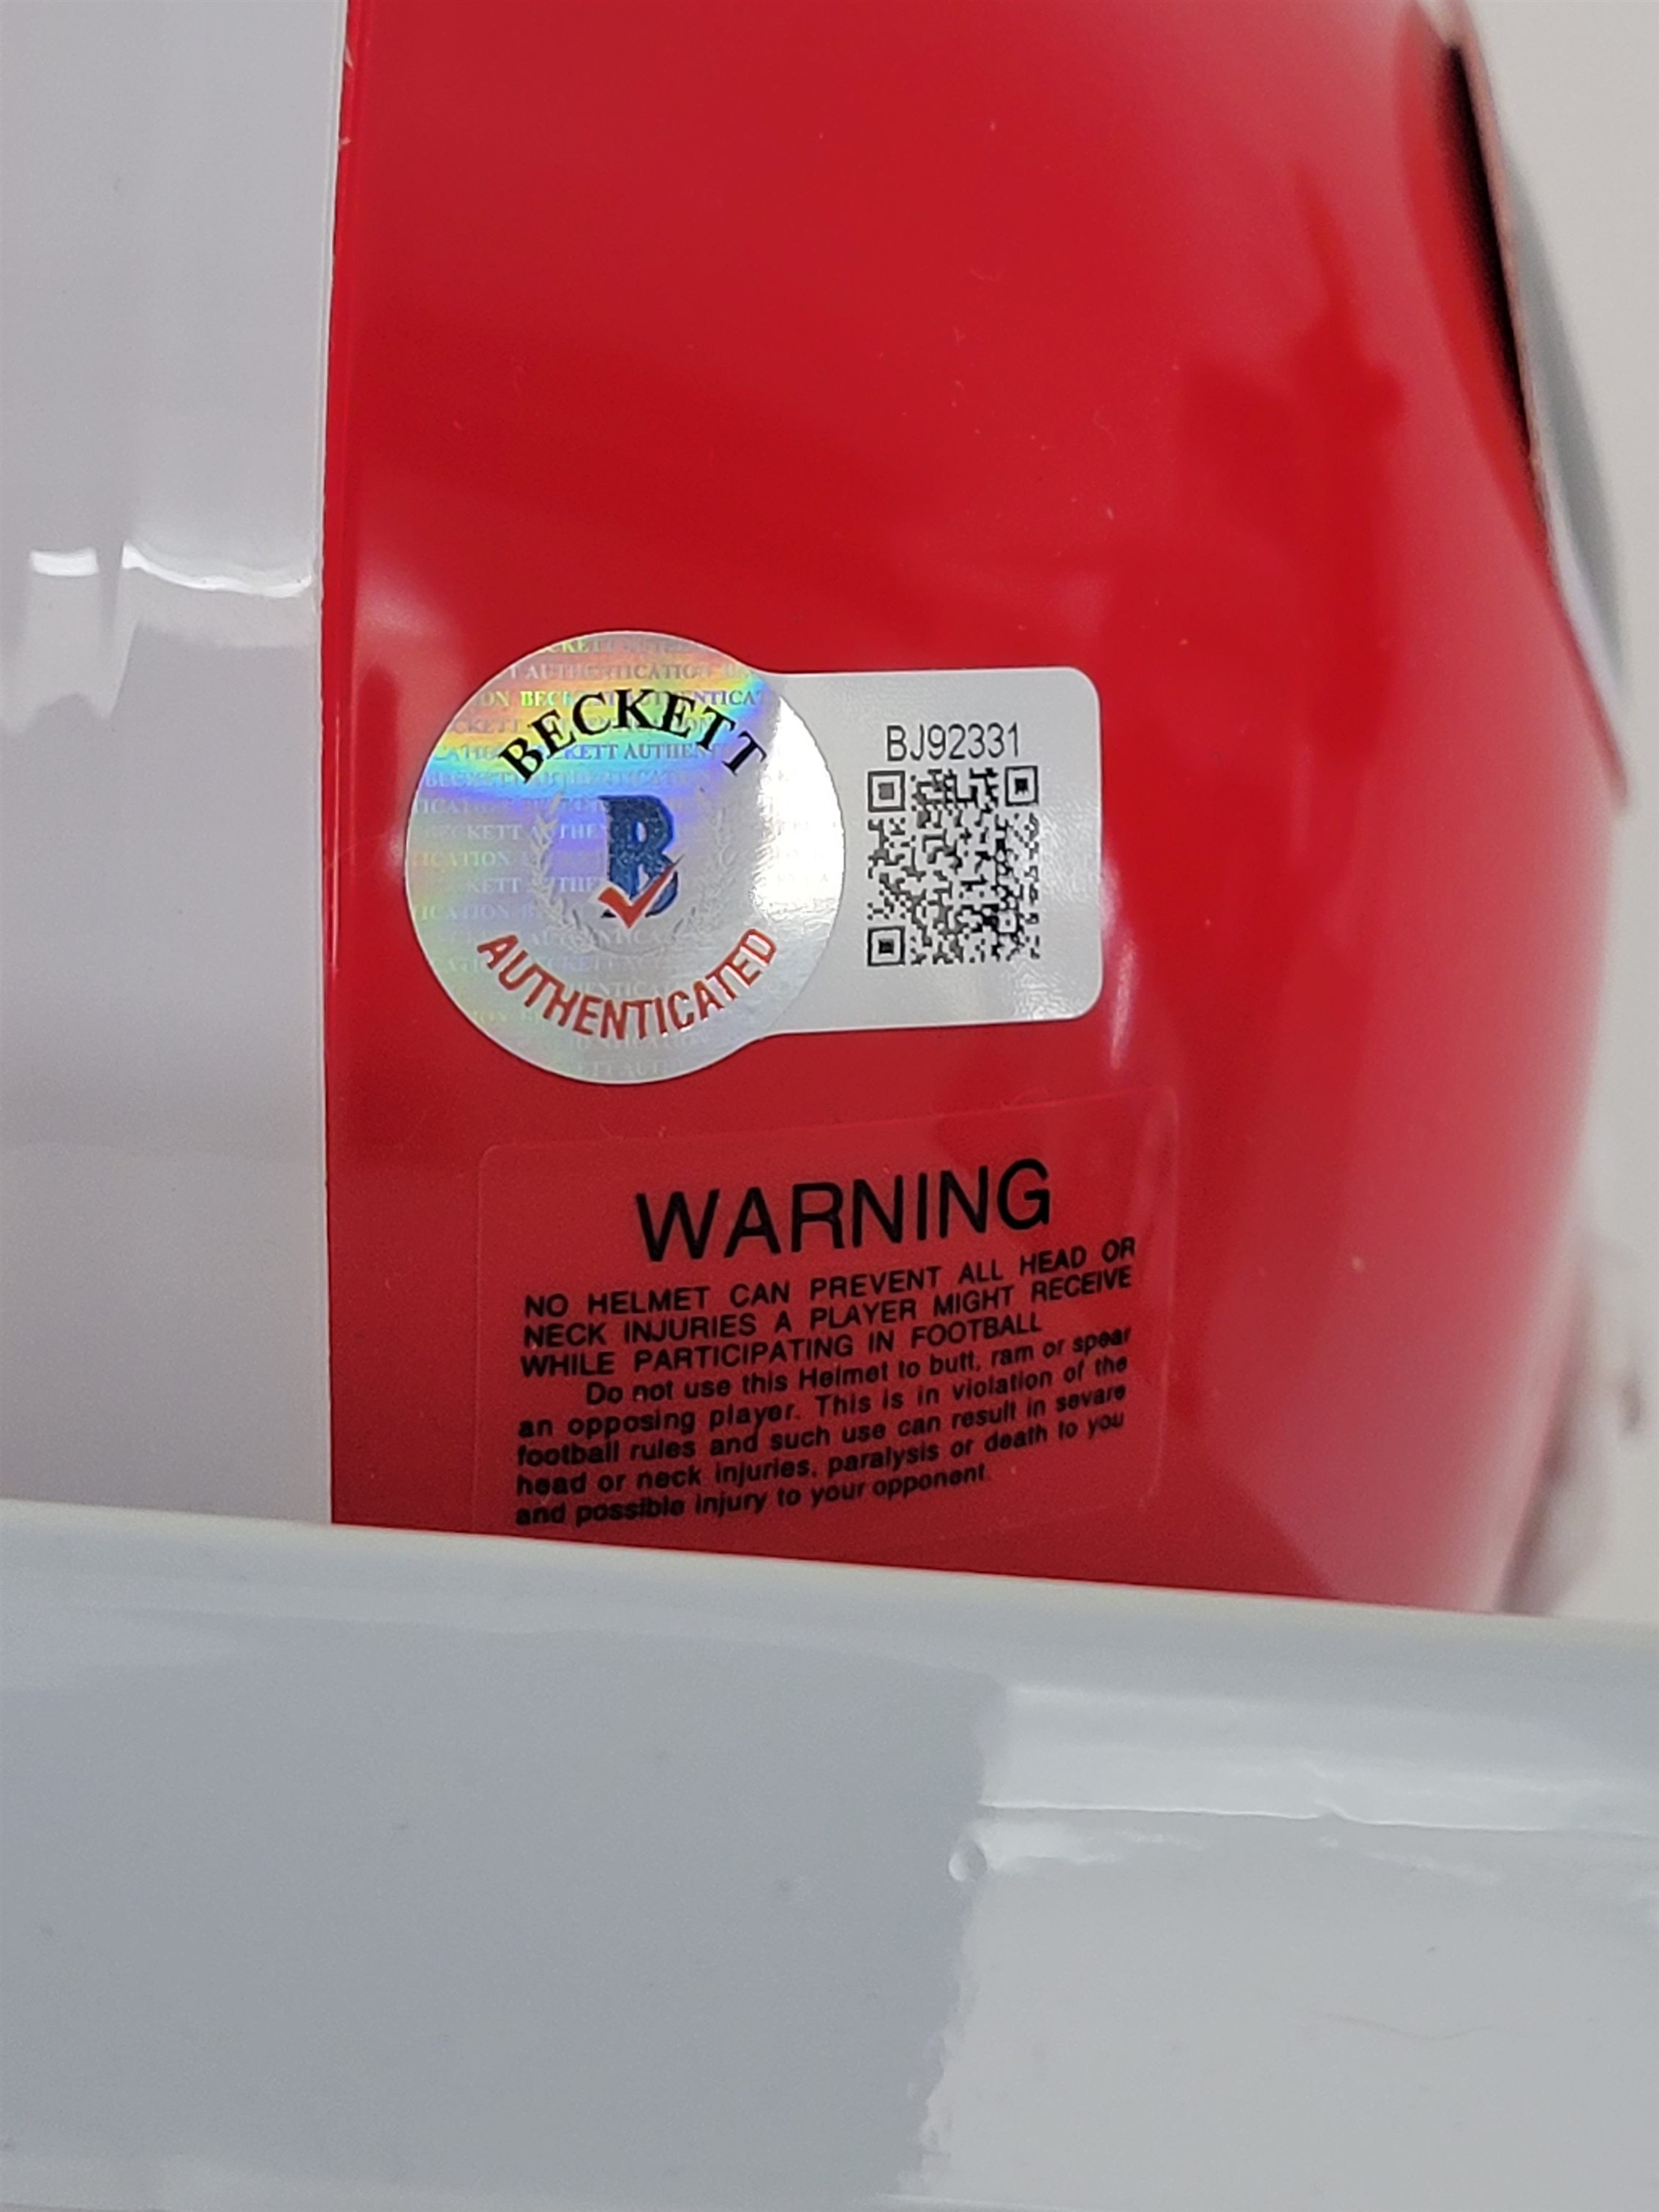 BECKETT
B
AUTHENTICATED
BJ92331
WARNING
NO HELMET CAN PREVENT ALL HEAD OR
NECK INJURIES A PLAYER MIGHT RECEIVE
WHILE PARTICIPATING IN FOOTBALL
Do not use this Helmet to butt, ram or spear
an opposing player. This is in violation of the
football rules and such use can result in severe
head or neck injuries, paralysis or death to you
and possible injury to your opponent.